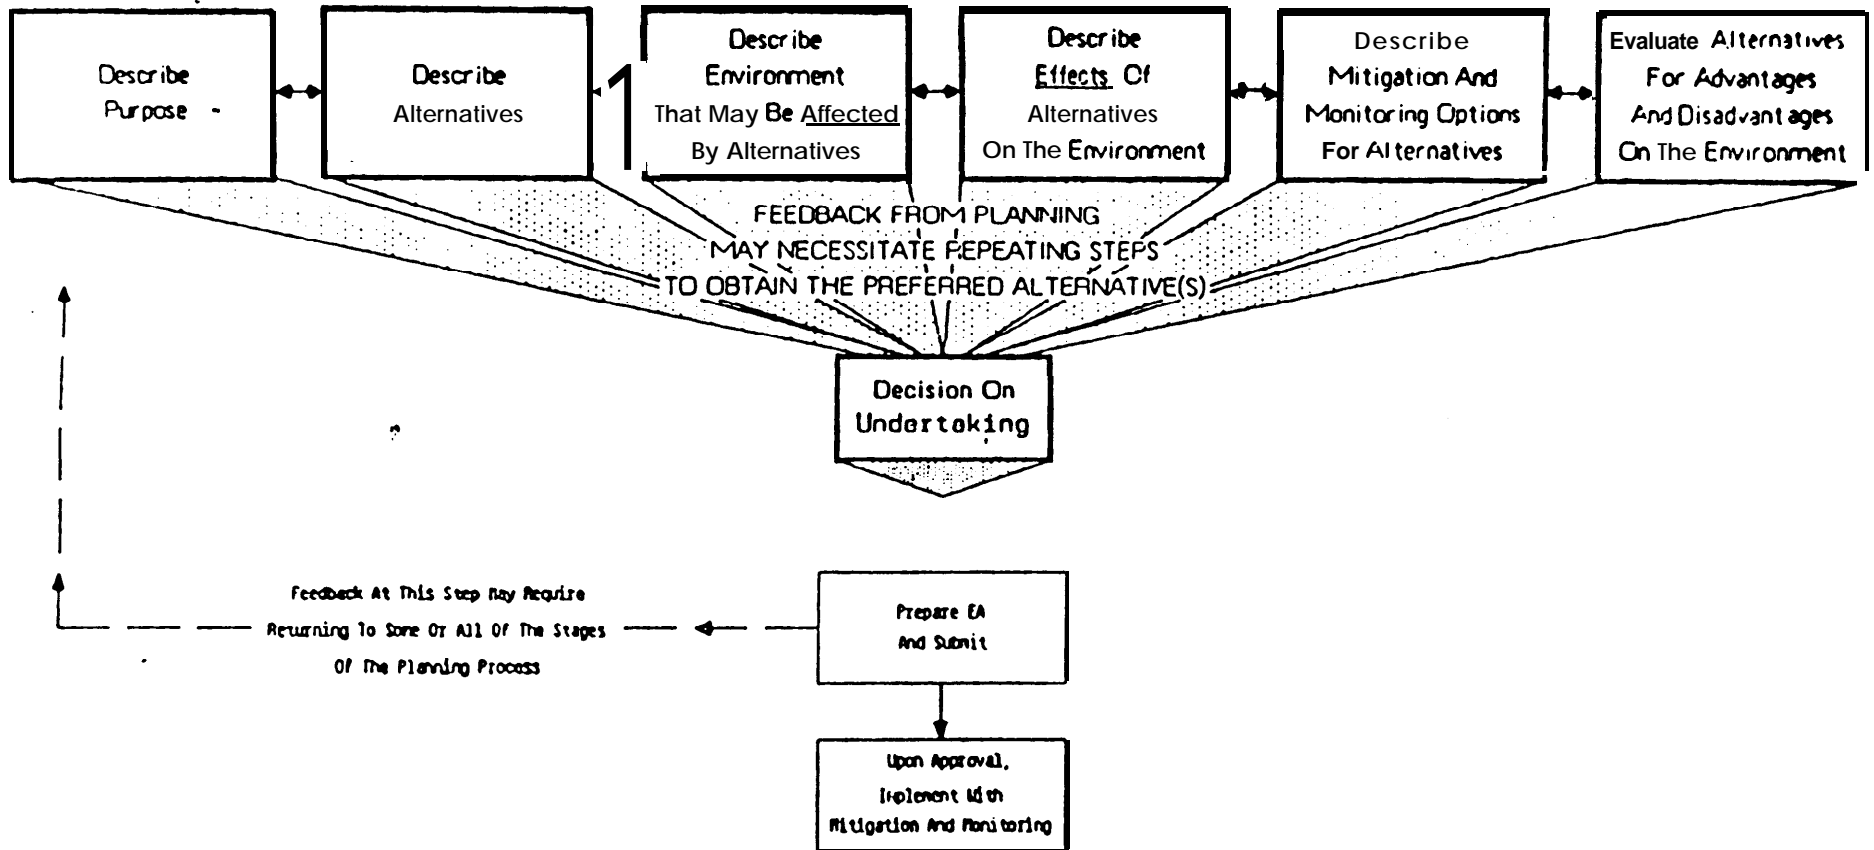 Describe
Purpose
Describe
Alternatives
Describe
Environment
That May Be Affected
By Alternatives
Describe
Effects Of
Alternatives
On The Environment
Describe
Mitigation And
Monitoring Options
For Alternatives
Evaluate Alternatives
For Advantages
And Disadvantages
On The Environment
FEEDBACK FROM PLANNING
MAY NECESSITATE REPEATING STEPS
TO OBTAIN THE PREFERRED ALTERNATIVE(S)
Decision On
Undertaking
Feedback At This Step May Require
Returning To Some Or All Of The Stages
Of The Planning Process
Prepare EA
And Submit
Upon Approval,
Implement With
Mitigation And Monitoring